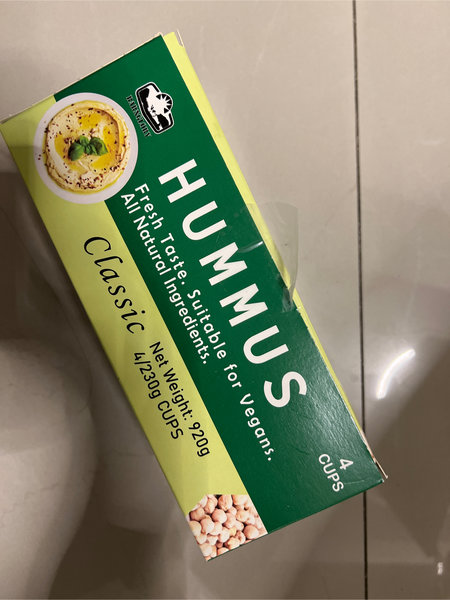 HUMMUS
Fresh Taste. Suitable for Vegans.
All Natural Ingredients.
Classic
Net Weight: 920g
4/230g CUPS
4
CUPS